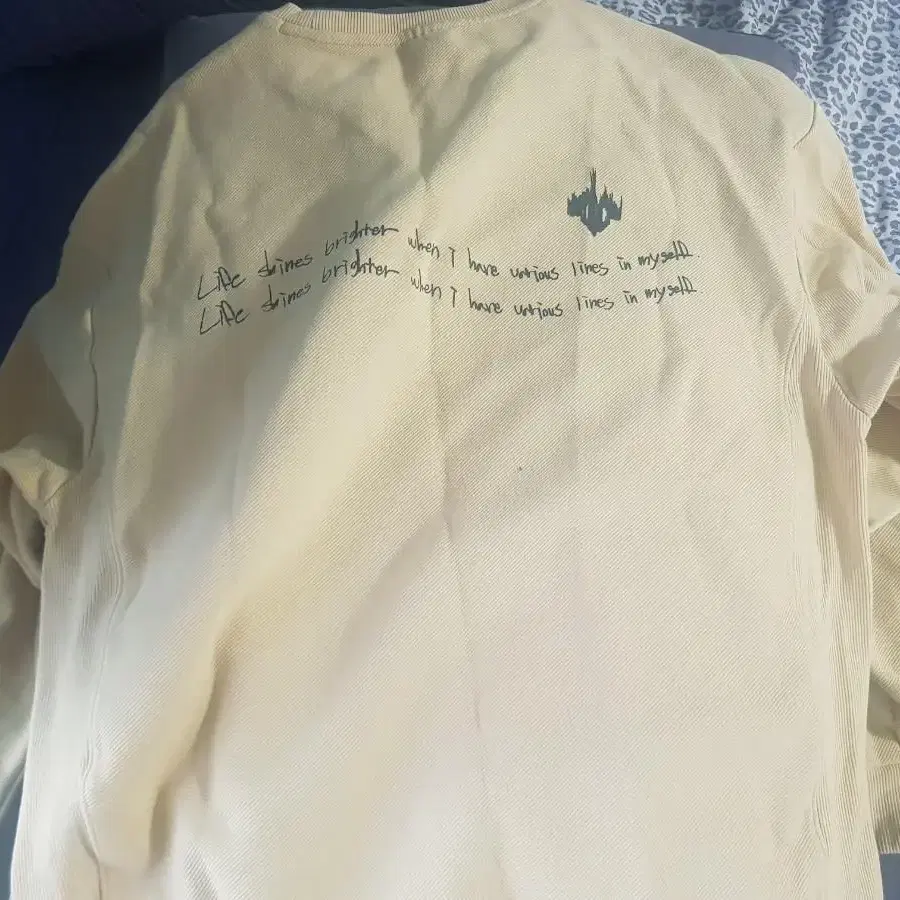 Life shines brighter when i have various lines in myself.
Life shines brighter when i have various lines in myself.